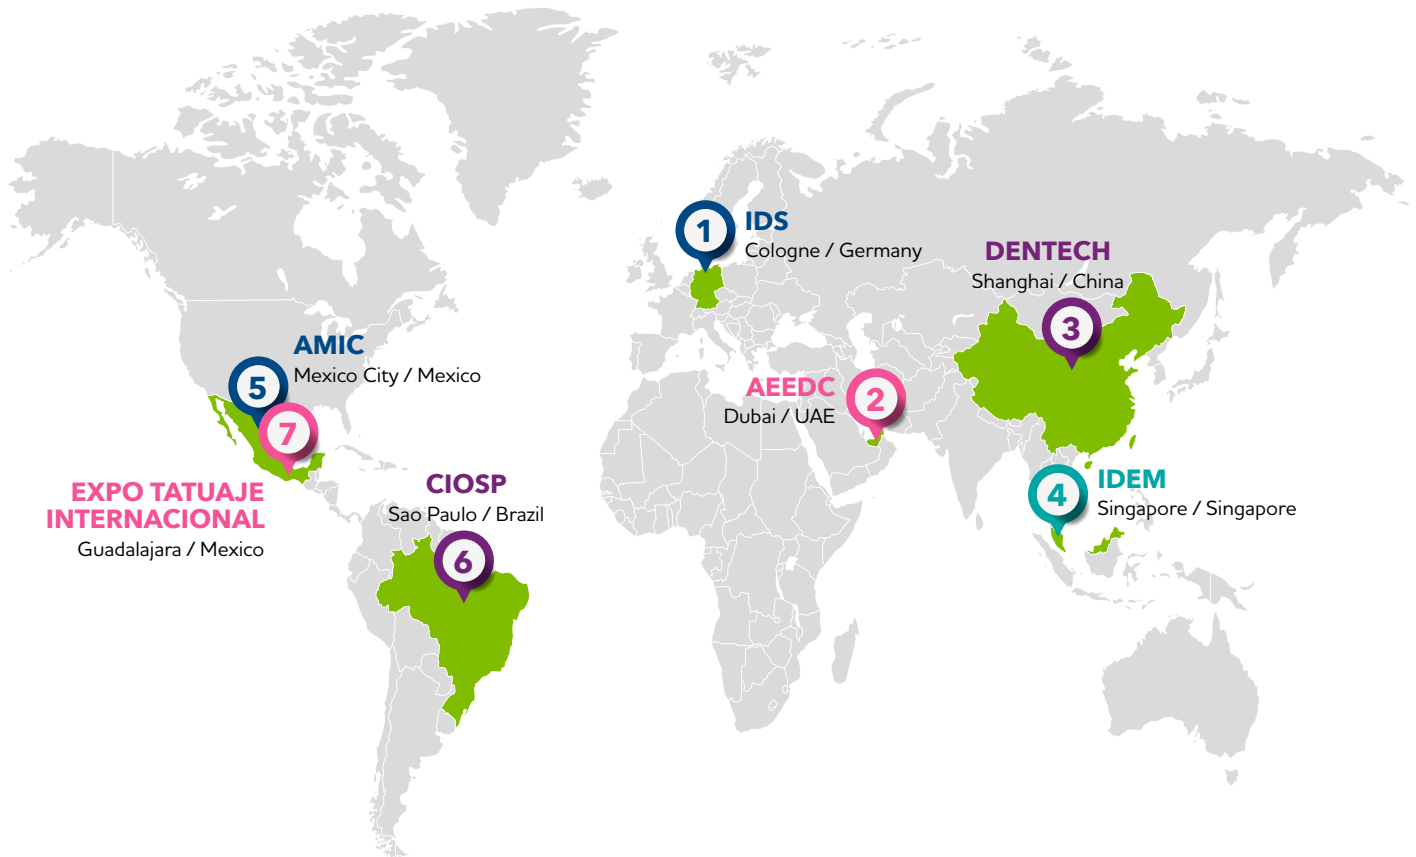 1
IDS
Cologne / Germany
DENTECH
Shanghai / China
3
AMIC
Mexico City / Mexico
5
AEEDC
Dubai / UAE
2
7
EXPO TATUAJE
INTERNACIONAL
Guadalajara / Mexico
CIOSP
Sao Paulo / Brazil
6
4
IDEM
Singapore / Singapore